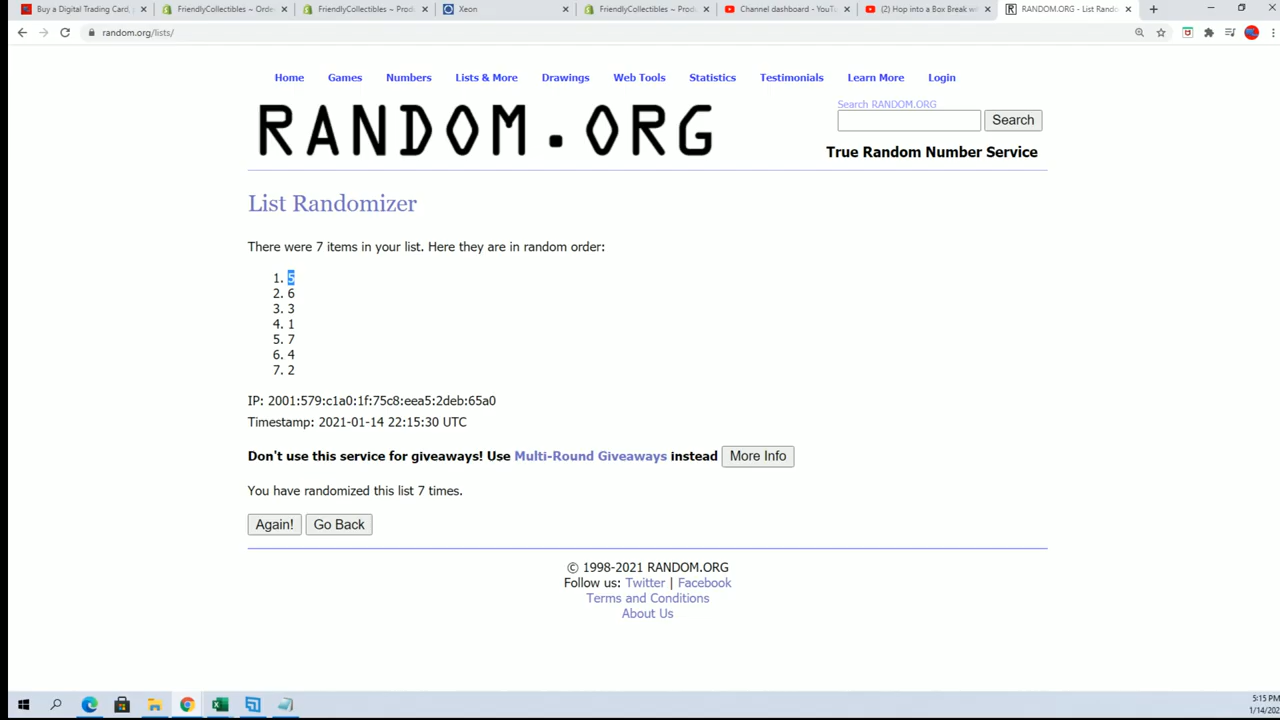 Buy a Digital Trading Card,
FriendlyCollectibles ~ Orde
FriendlyCollectibles ~ Prod
Xeon
FriendlyCollectibles ~ Prod
Channel dashboard - YouTu
(2) Hop into a Box Break wit
RANDOM.ORG - List Rando
random.org/lists/
Home Games Numbers Lists & More Drawings Web Tools Statistics Testimonials Learn More Login
RANDOM.ORG
Search RANDOM.ORG
Search
True Random Number Service
List Randomizer
There were 7 items in your list. Here they are in random order:
1. 5
2. 6
3. 3
4. 1
5. 7
6. 4
7. 2
IP: 2001:579:c1a0:1f:75c8:eea5:2deb:65a0
Timestamp: 2021-01-14 22:15:30 UTC
Don't use this service for giveaways! Use Multi-Round Giveaways instead More Info
You have randomized this list 7 times.
Again! Go Back
© 1998-2021 RANDOM.ORG
Follow us: Twitter | Facebook
Terms and Conditions
About Us
5:15 PM
1/14/202